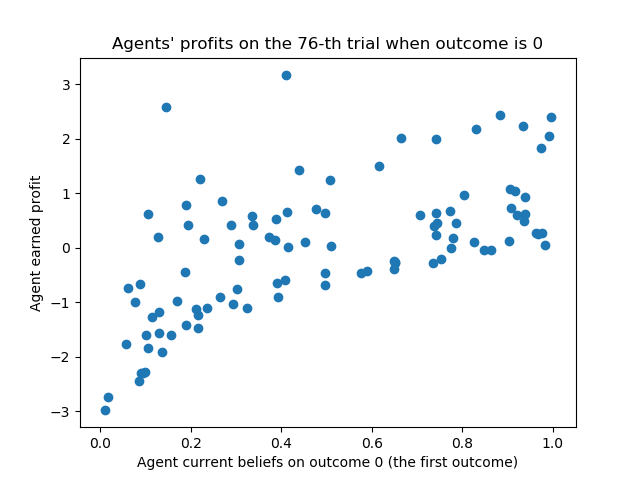 Agents' profits on the 76-th trial when outcome is 0
3
2
1
0
−1
−2
−3
Agent earned profit
0.0 0.2 0.4 0.6 0.8 1.0
Agent current beliefs on outcome 0 (the first outcome)